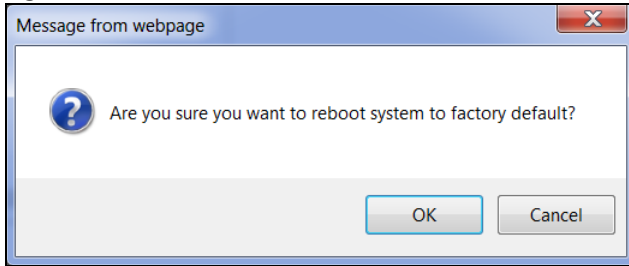 Message from webpage
Are you sure you want to reboot system to factory default?
OK
Cancel